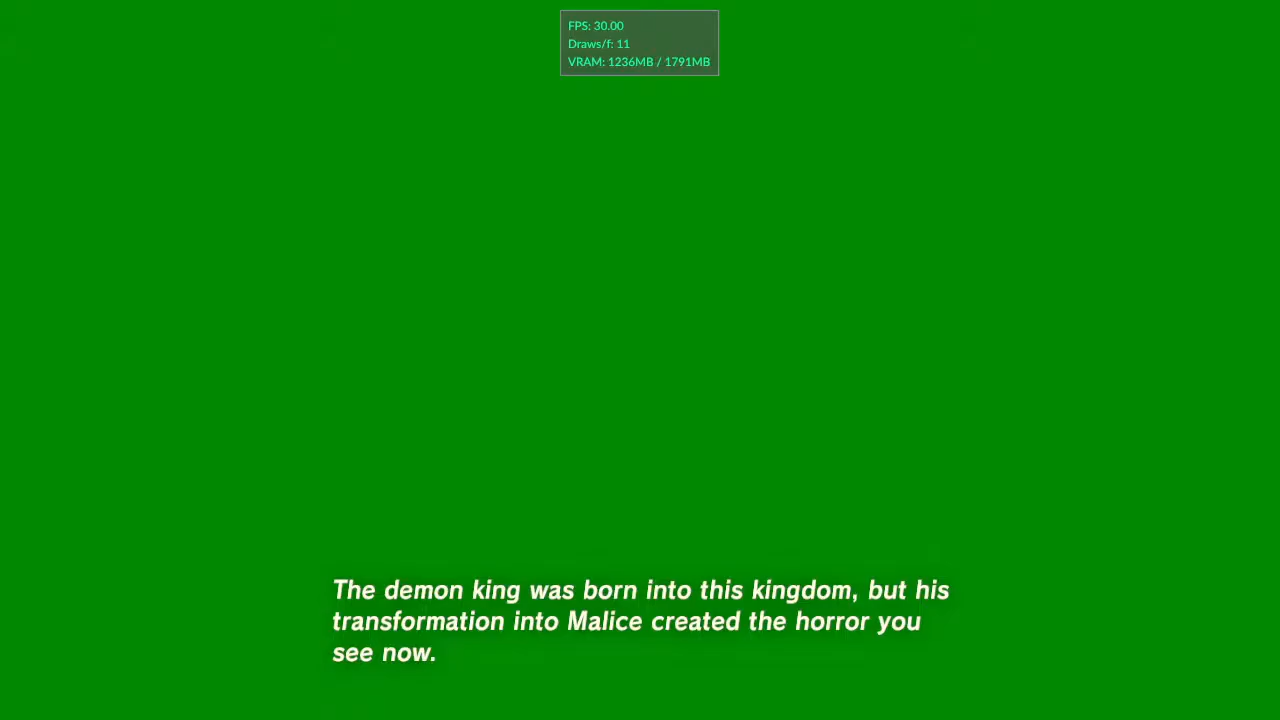 FPS: 30.00
Draws/f: 11
VRAM: 1236MB / 1791MB
The demon king was born into this kingdom, but his
transformation into Malice created the horror you
see now.